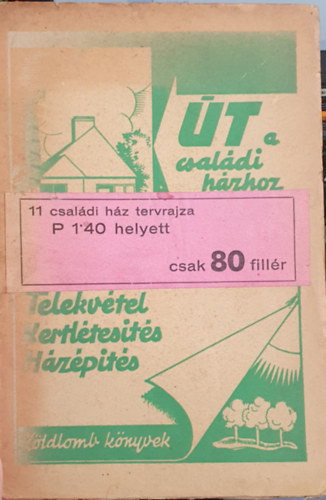 ÚT a
családi
házhoz
11 családi ház tervrajza
P 1·40 helyett
csak 80 fillér
Telekvétel
Kertlétesítés
Házépítés
Zöldlomb könyvek